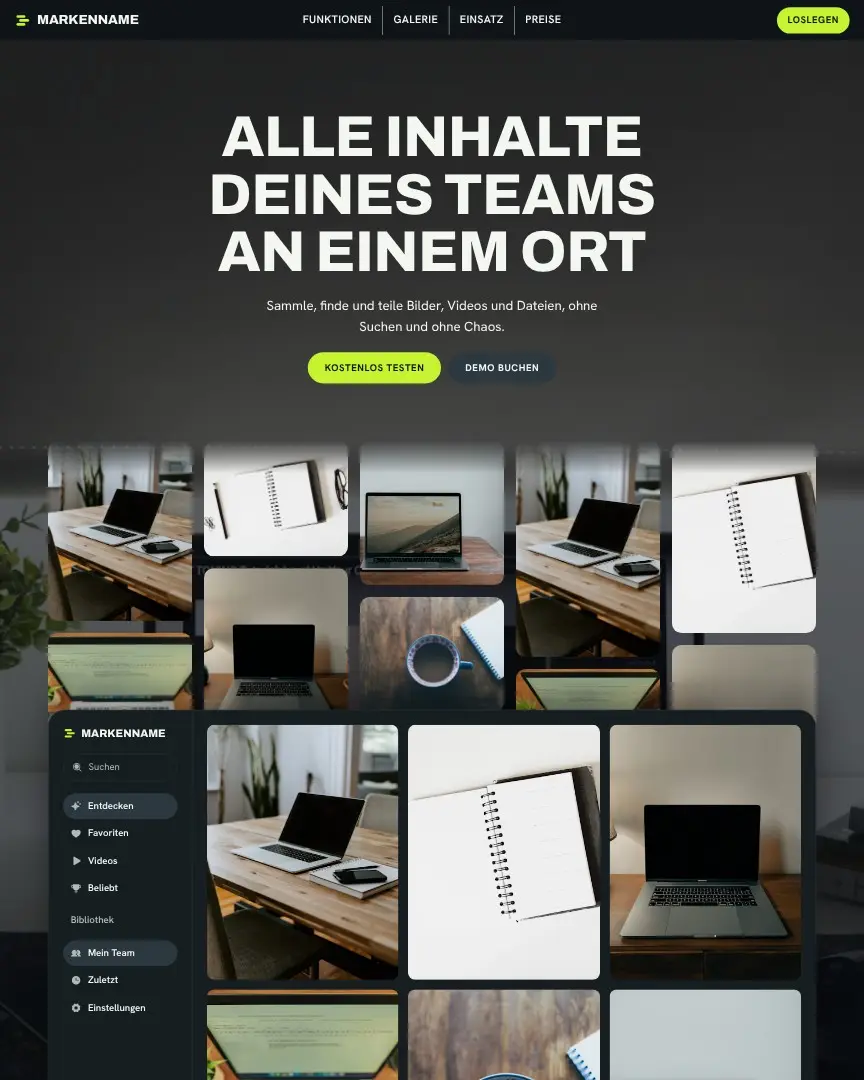 MARKENNAME
FUNKTIONEN
GALERIE
EINSATZ
PREISE
LOSLEGEN
ALLE INHALTE
DEINES TEAMS
AN EINEM ORT
Sammle, finde und teile Bilder, Videos und Dateien, ohne
Suchen und ohne Chaos.
KOSTENLOS TESTEN
DEMO BUCHEN
MARKENNAME
Suchen
Entdecken
Favoriten
Videos
Beliebt
Bibliothek
Mein Team
Zuletzt
Einstellungen